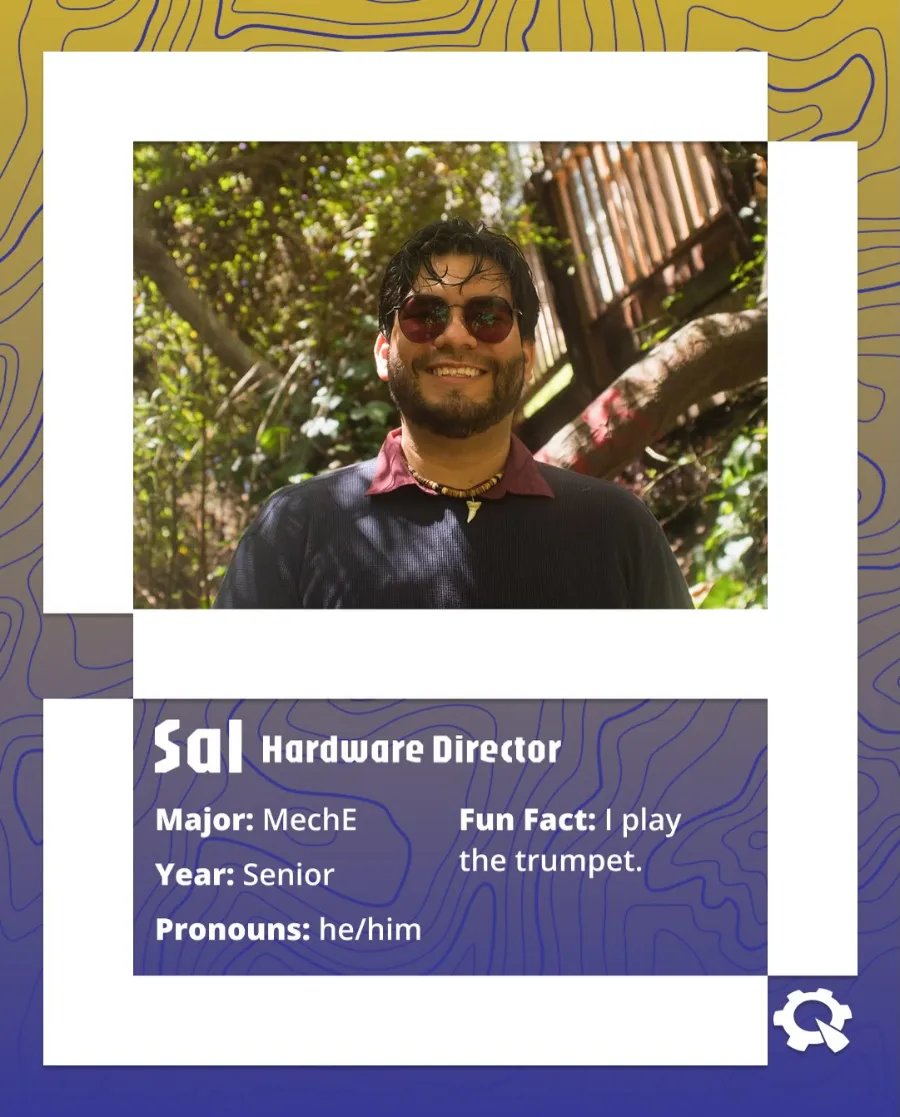 Sal Hardware Director
Major: MechE
Year: Senior
Pronouns: he/him
Fun Fact: I play
the trumpet.